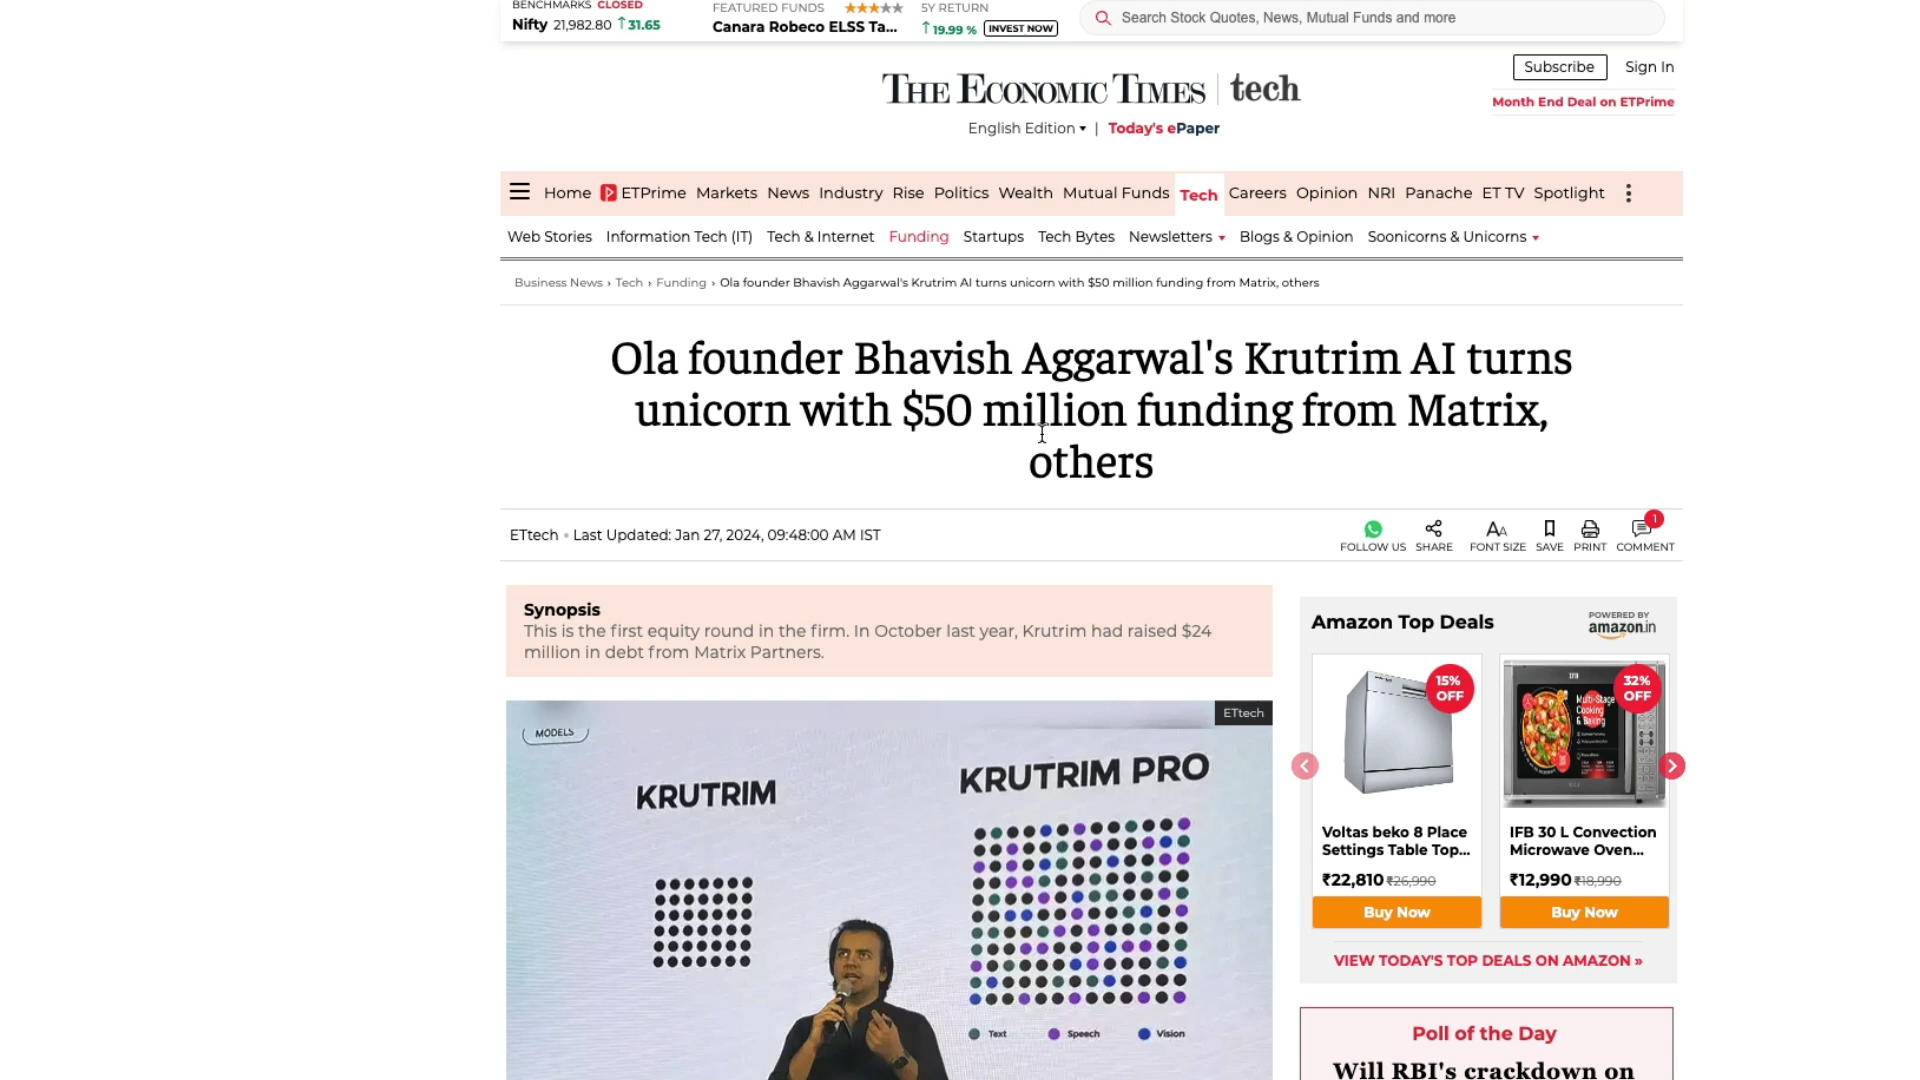 BENCHMARKS CLOSED
Nifty 21,982.80 ↑31.65
FEATURED FUNDS
Canara Robeco ELSS Ta...
5Y RETURN
↑19.99 % INVEST NOW
Search Stock Quotes, News, Mutual Funds and more
Subscribe Sign In
Month End Deal on ETPrime
THE ECONOMIC TIMES | tech
English Edition ▾ | Today's ePaper
Home ETPrime Markets News Industry Rise Politics Wealth Mutual Funds Tech Careers Opinion NRI Panache ET TV Spotlight
Web Stories Information Tech (IT) Tech & Internet Funding Startups Tech Bytes Newsletters ▾ Blogs & Opinion Soonicorns & Unicorns ▾
Business News › Tech › Funding › Ola founder Bhavish Aggarwal's Krutrim AI turns unicorn with $50 million funding from Matrix, others
Ola founder Bhavish Aggarwal's Krutrim AI turns
unicorn with $50 million funding from Matrix,
others
ETtech • Last Updated: Jan 27, 2024, 09:48:00 AM IST
FOLLOW US SHARE FONT SIZE SAVE PRINT COMMENT
1
Synopsis
This is the first equity round in the firm. In October last year, Krutrim had raised $24
million in debt from Matrix Partners.
ETtech
MODELS
KRUTRIM
KRUTRIM PRO
Text Speech Vision
Amazon Top Deals
POWERED BY
amazon.in
15%
OFF
Voltas beko 8 Place
Settings Table Top...
₹22,810 ₹26,990
Buy Now
32%
OFF
Multi-Stage
Cooking
& Baking
IFB 30 L Convection
Microwave Oven...
₹12,990 ₹18,990
Buy Now
VIEW TODAY'S TOP DEALS ON AMAZON »
Poll of the Day
Will RBI's crackdown on